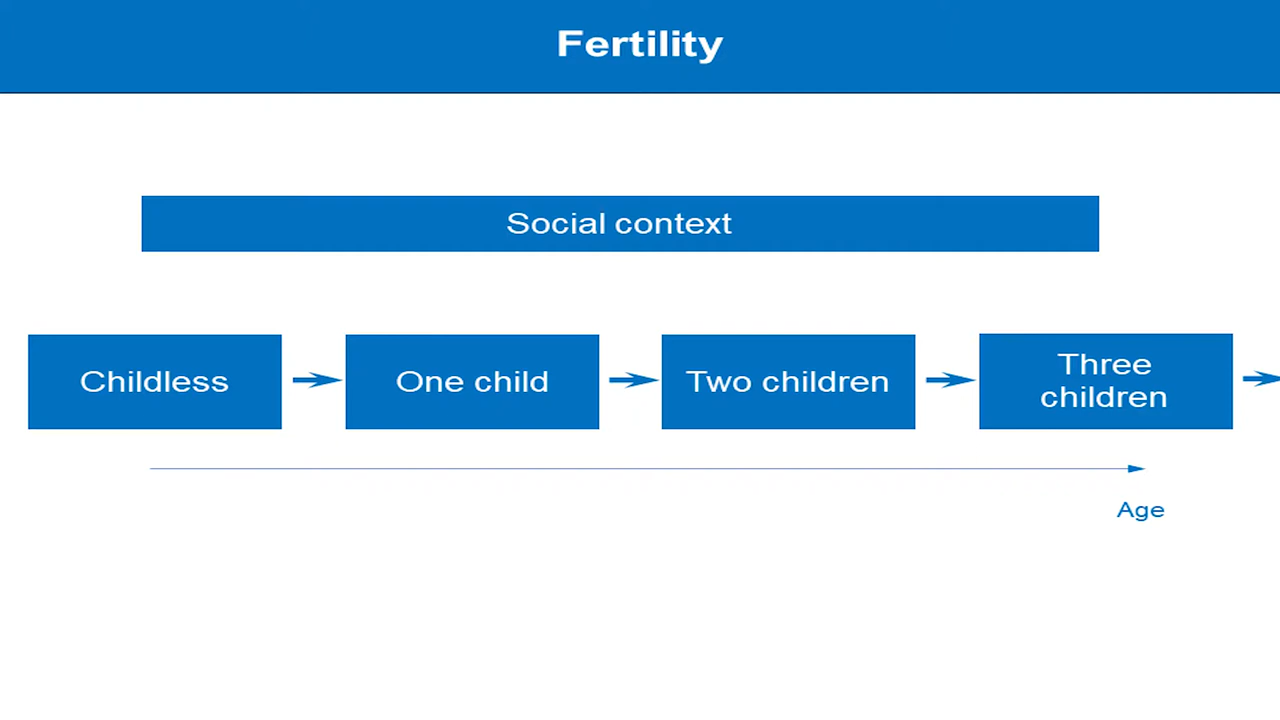 Fertility
Social context
Childless
One child
Two children
Three
children
Age